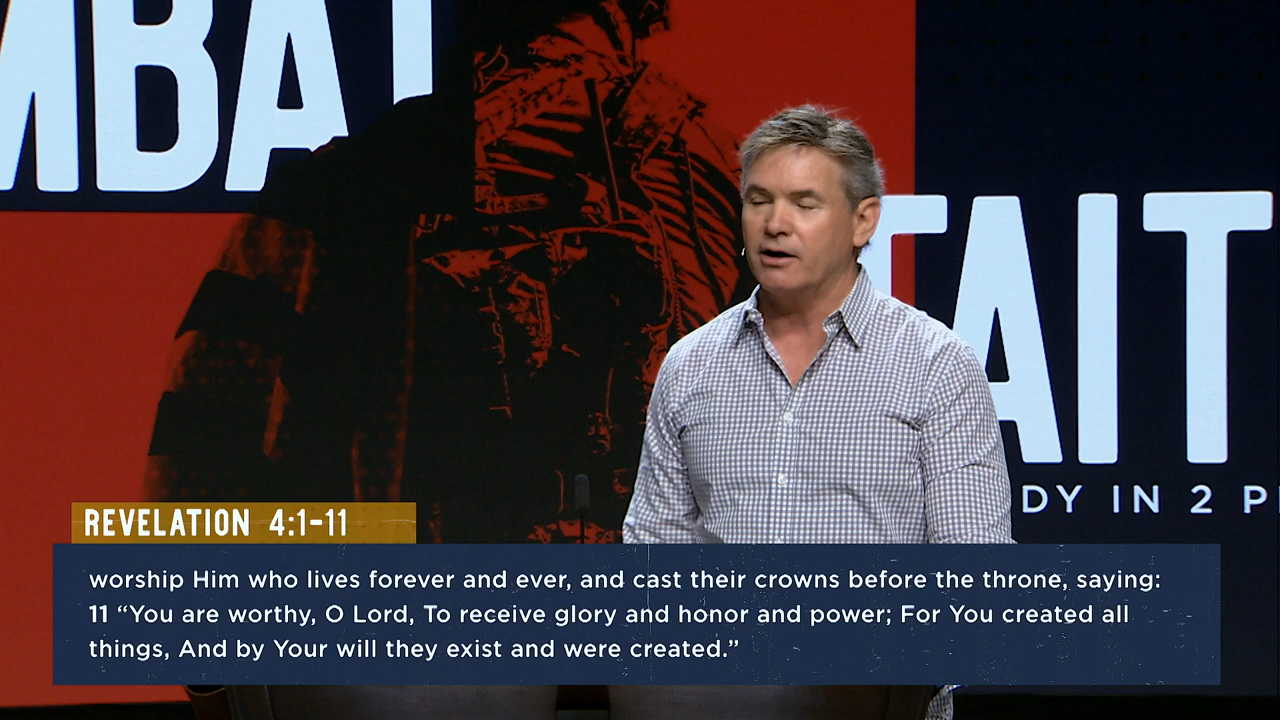 MBAT
FAIT
DY IN 2 P
REVELATION 4:1-11
worship Him who lives forever and ever, and cast their crowns before the throne, saying:
11 “You are worthy, O Lord, To receive glory and honor and power; For You created all
things, And by Your will they exist and were created.”